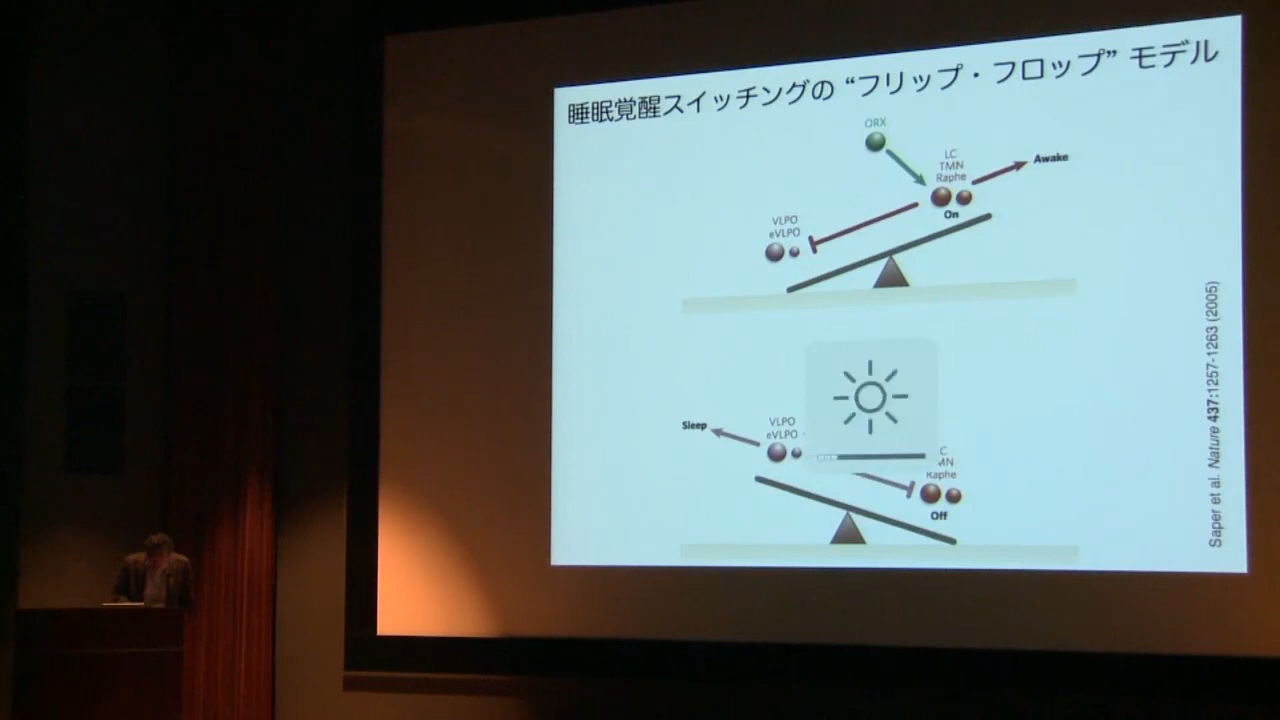 睡眠覚醒スイッチングの “フリップ・フロップ” モデル
ORX
LC
TMN
Raphe
Awake
On
VLPO
eVLPO
Sleep
VLPO
eVLPO
C
MN
Raphe
Off
Saper et al. Nature 437:1257-1263 (2005)